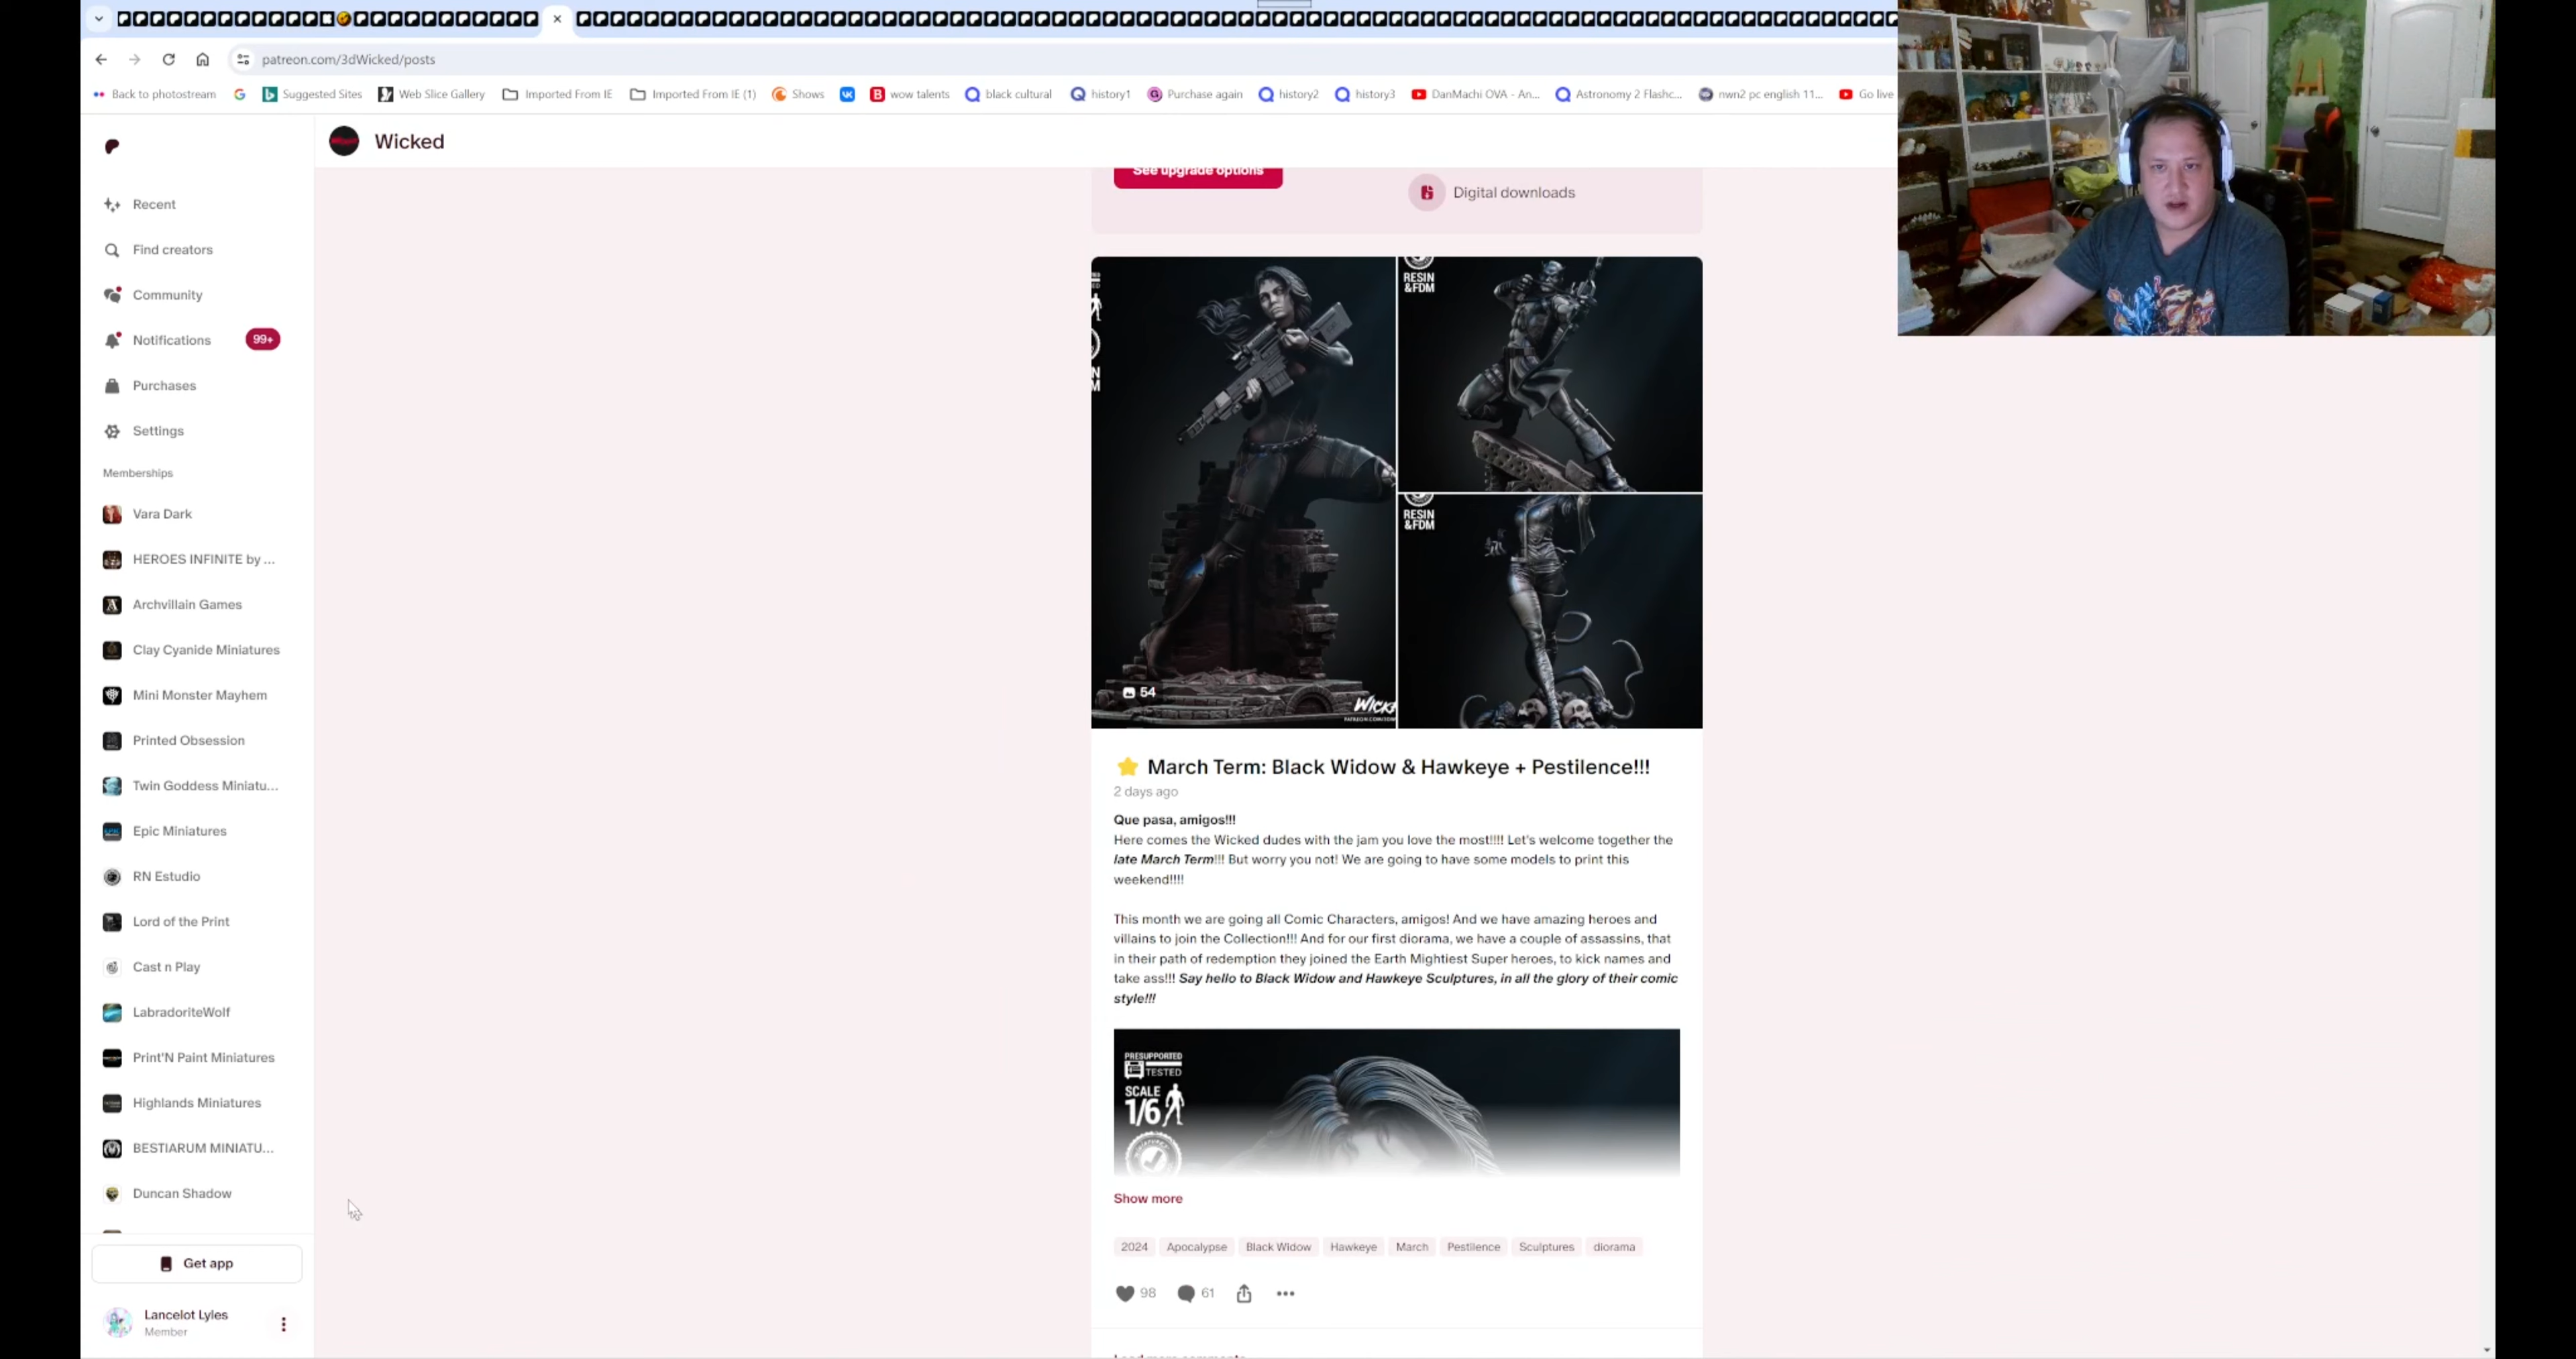 patreon.com/3dWicked/posts
Back to photostream
Suggested Sites
Web Slice Gallery
Imported From IE
Imported From IE (1)
Shows
wow talents
black cultural
history1
Purchase again
history2
history3
DanMachi OVA - An...
Astronomy 2 Flashc...
nwn2 pc english 11...
Go live
Wicked
Recent
Find creators
Community
Notifications
99+
Purchases
Settings
Memberships
Vara Dark
HEROES INFINITE by ...
Archvillain Games
Clay Cyanide Miniatures
Mini Monster Mayhem
Printed Obsession
Twin Goddess Miniatu...
Epic Miniatures
RN Estudio
Lord of the Print
Cast n Play
LabradoriteWolf
Print'N Paint Miniatures
Highlands Miniatures
BESTIARUM MINIATU...
Duncan Shadow
Get app
Lancelot Lyles
Member
See upgrade options
Digital downloads
RESIN
&FDM
RESIN
&FDM
54
March Term: Black Widow & Hawkeye + Pestilence!!!
2 days ago
Que pasa, amigos!!!
Here comes the Wicked dudes with the jam you love the most!!!! Let's welcome together the
late March Term!!! But worry you not! We are going to have some models to print this
weekend!!!!
This month we are going all Comic Characters, amigos! And we have amazing heroes and
villains to join the Collection!!! And for our first diorama, we have a couple of assassins, that
in their path of redemption they joined the Earth Mightiest Super heroes, to kick names and
take ass!!! Say hello to Black Widow and Hawkeye Sculptures, in all the glory of their comic
style!!!
PRESUPPORTED
TESTED
SCALE
1/6
Show more
2024
Apocalypse
Black Widow
Hawkeye
March
Pestilence
Sculptures
diorama
98
61